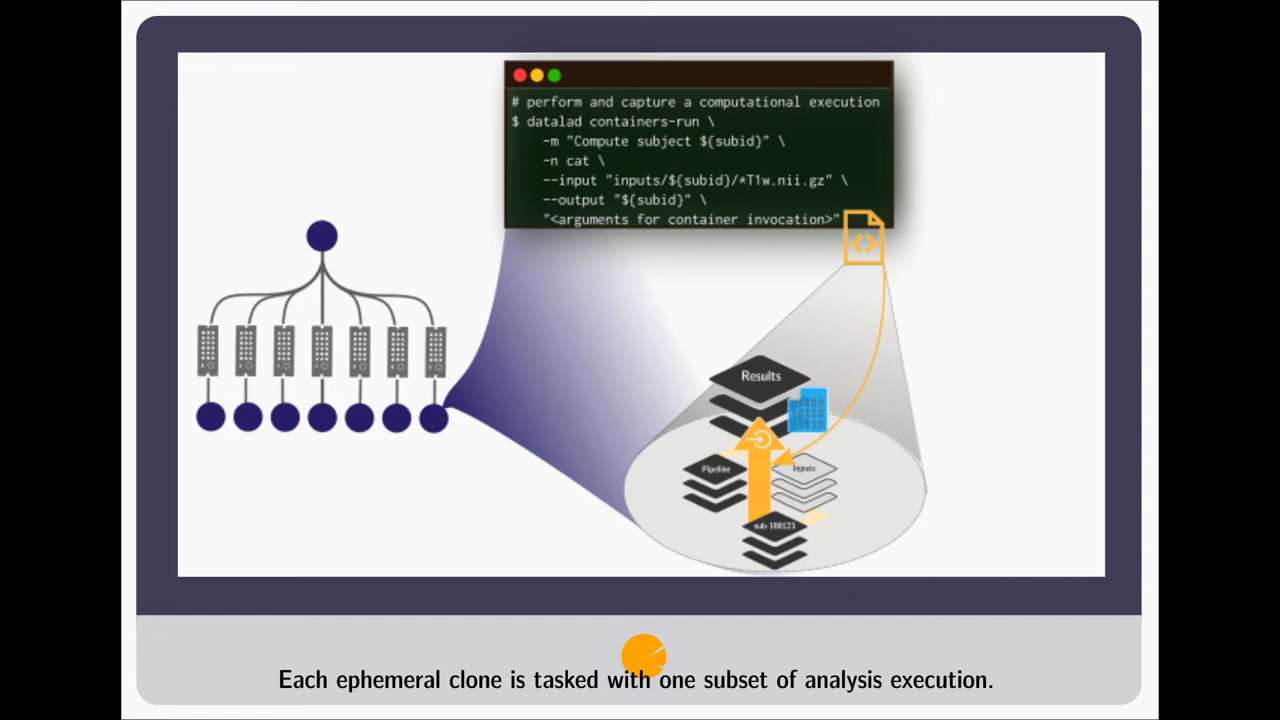 # perform and capture a computational execution
$ datalad containers-run \
-m "Compute subject ${subid}" \
-n cat \
--input "inputs/${subid}/*T1w.nii.gz" \
--output "${subid}" \
"<arguments for container invocation>"
Results
Pipeline
Inputs
sub-100123
Each ephemeral clone is tasked with one subset of analysis execution.